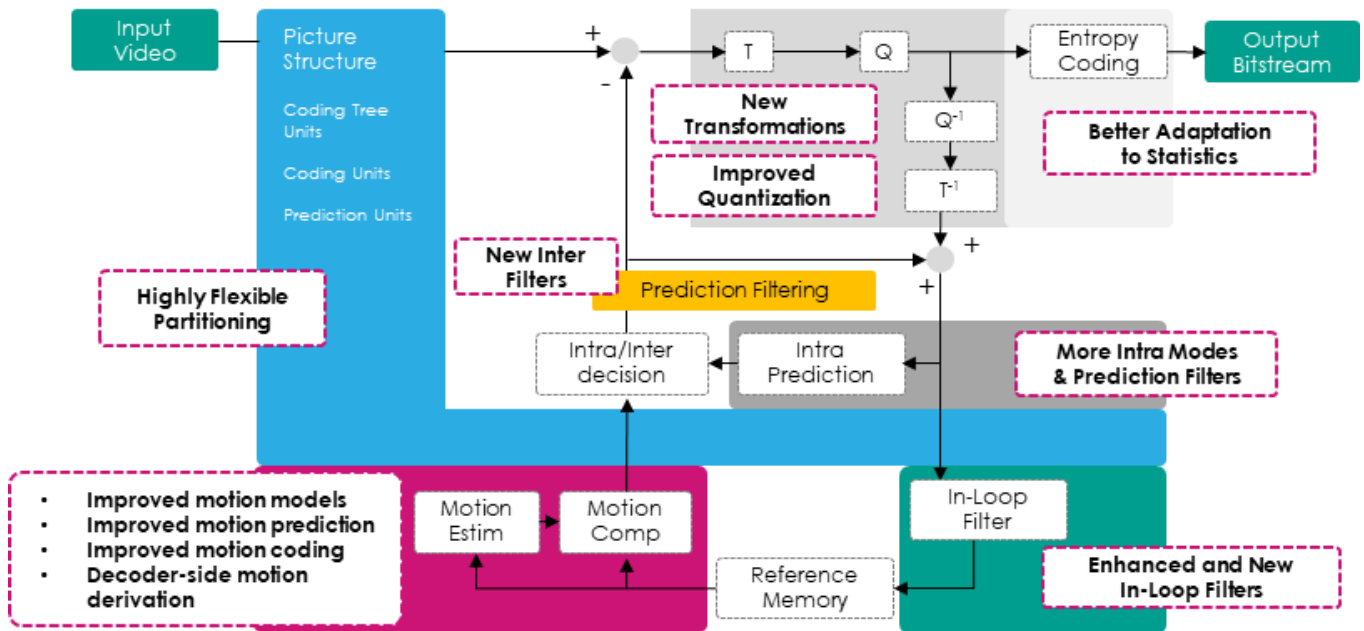 Input
Video
Picture
Structure
Coding Tree
Units
Coding Units
Prediction Units
+
-
T
Q
Entropy
Coding
Output
Bitstream
New
Transformations
Improved
Quantization
Q-1
T-1
Better Adaptation
to Statistics
+
+
New Inter
Filters
Prediction Filtering
Highly Flexible
Partitioning
Intra/Inter
decision
Intra
Prediction
More Intra Modes
& Prediction Filters
• Improved motion models
• Improved motion prediction
• Improved motion coding
• Decoder-side motion
derivation
Motion
Estim
Motion
Comp
In-Loop
Filter
Reference
Memory
Enhanced and New
In-Loop Filters